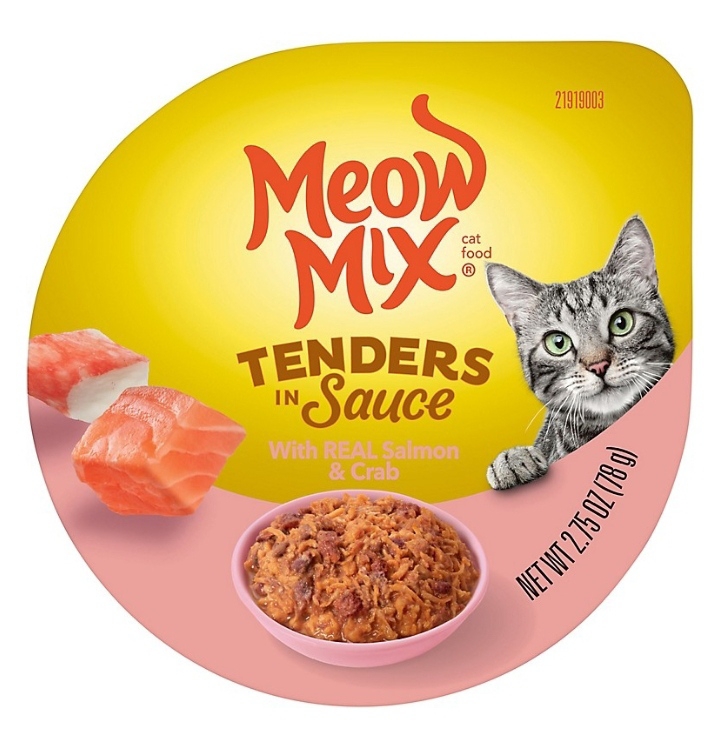 21919003
Meow
Mix
cat
food
®
TENDERS
IN Sauce
With REAL Salmon
& Crab
NET WT 2.75 OZ (78 g)